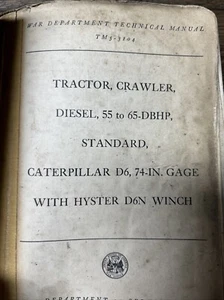 WAR DEPARTMENT TECHNICAL MANUAL
TRACTOR, CRAWLER,
DIESEL, 55 to 65-DBHP,
STANDARD,
CATERPILLAR D6, 74-IN. GAGE
WITH HYSTER D6N WINCH
DEPARTMENT